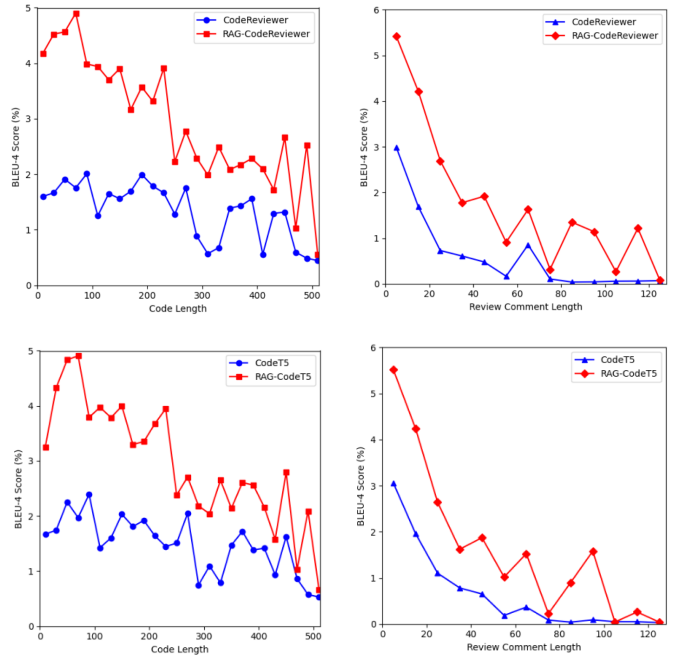 5
4
3
2
1
0
0 100 200 300 400 500
BLEU-4 Score (%)
Code Length
CodeReviewer
RAG-CodeReviewer
6
5
4
3
2
1
0
0 20 40 60 80 100 120
BLEU-4 Score (%)
Review Comment Length
CodeReviewer
RAG-CodeReviewer
5
4
3
2
1
0
0 100 200 300 400 500
BLEU-4 Score (%)
Code Length
CodeT5
RAG-CodeT5
6
5
4
3
2
1
0
0 20 40 60 80 100 120
BLEU-4 Score (%)
Review Comment Length
CodeT5
RAG-CodeT5